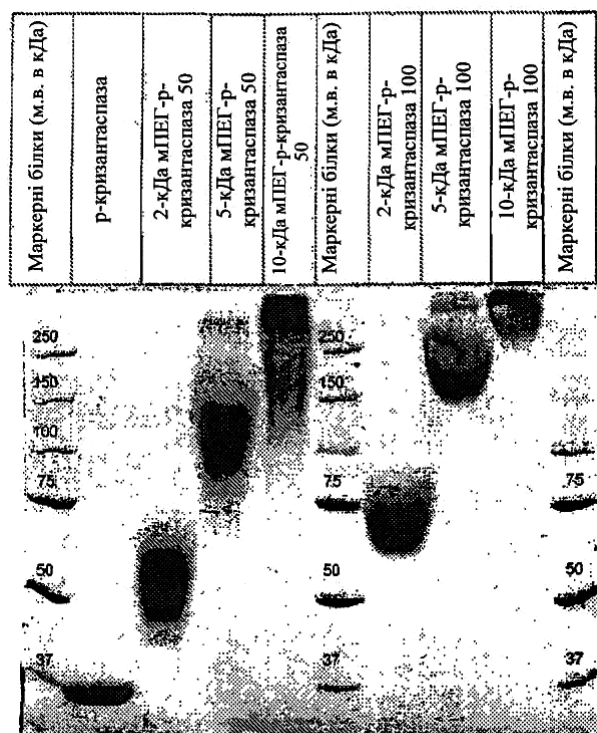 Маркерні білки (м.в. в кДа)
р-кризантаспаза
2-кДа мПЕГ-р-
кризантаспаза 50
5-кДа мПЕГ-р-
кризантаспаза 50
10-кДа мПЕГ-р-кризантаспаза
50
Маркерні білки (м.в. в кДа)
2-кДа мПЕГ-р-
кризантаспаза 100
5-кДа мПЕГ-р-
кризантаспаза 100
10-кДа мПЕГ-р-
кризантаспаза 100
Маркерні білки (м.в. в кДа)
250
150
100
75
50
37
250
150
75
50
37
75
50
37